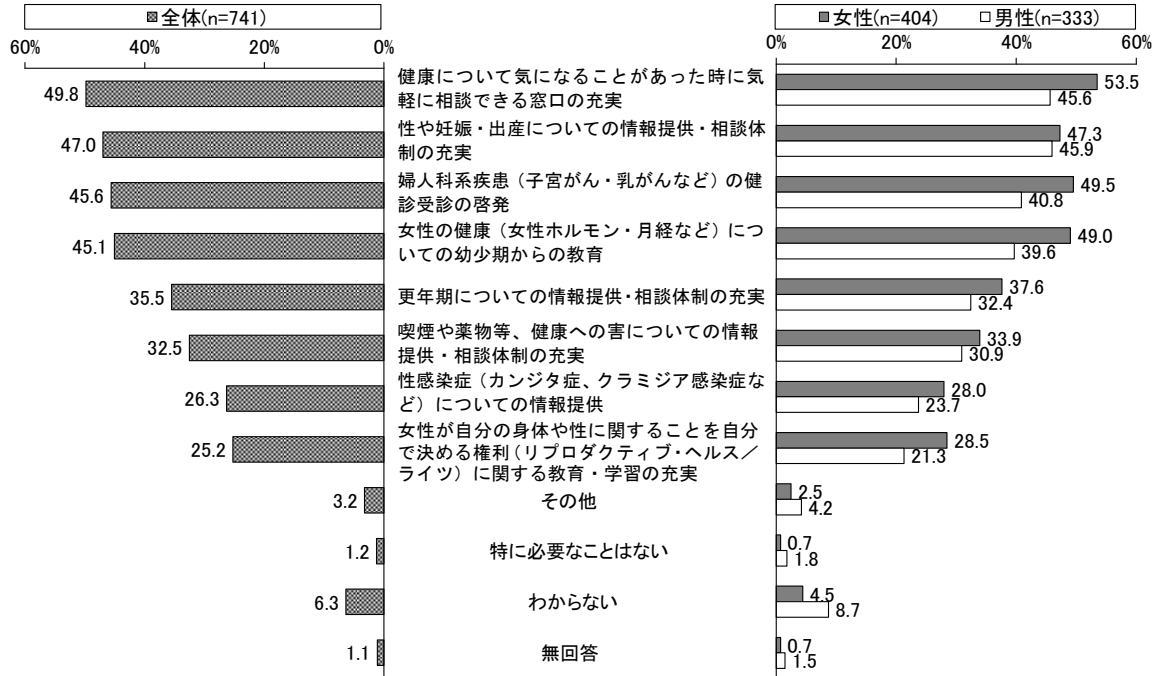 全体(n=741)
女性(n=404) 男性(n=333)
60% 40% 20% 0%
0% 20% 40% 60%
49.8
健康について気になることがあった時に気
軽に相談できる窓口の充実
53.5
45.6
47.0
性や妊娠・出産についての情報提供・相談体
制の充実
47.3
45.9
45.6
婦人科系疾患（子宮がん・乳がんなど）の健
診受診の啓発
49.5
40.8
45.1
女性の健康（女性ホルモン・月経など）につ
いての幼少期からの教育
49.0
39.6
35.5
更年期についての情報提供・相談体制の充実
37.6
32.4
32.5
喫煙や薬物等、健康への害についての情報
提供・相談体制の充実
33.9
30.9
26.3
性感染症（カンジタ症、クラミジア感染症な
ど）についての情報提供
28.0
23.7
25.2
女性が自分の身体や性に関することを自分
で決める権利（リプロダクティブ・ヘルス／
ライツ）に関する教育・学習の充実
28.5
21.3
3.2
その他
2.5
4.2
1.2
特に必要なことはない
0.7
1.8
6.3
わからない
4.5
8.7
1.1
無回答
0.7
1.5